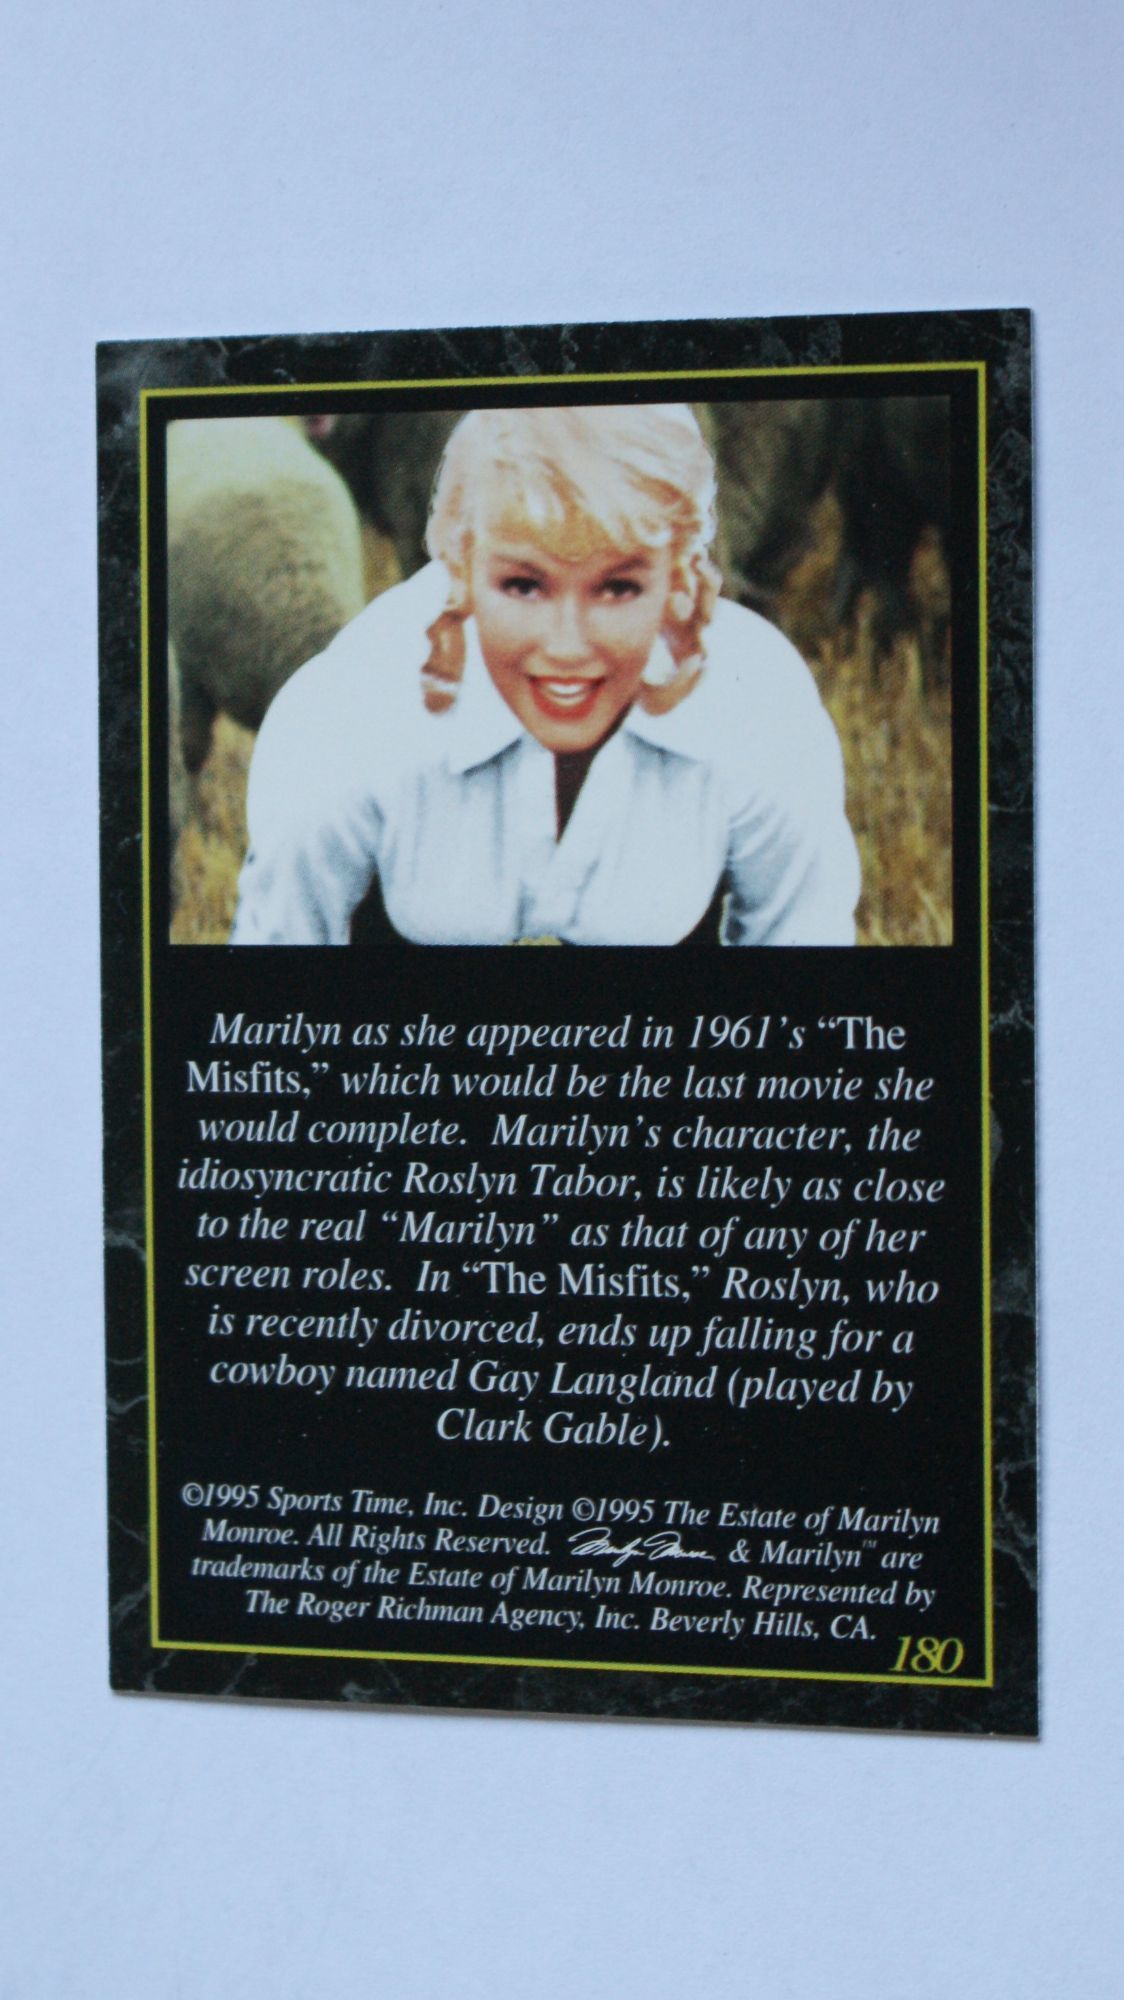 Marilyn as she appeared in 1961's “The
Misfits,” which would be the last movie she
would complete. Marilyn's character, the
idiosyncratic Roslyn Tabor, is likely as close
to the real “Marilyn” as that of any of her
screen roles. In “The Misfits,” Roslyn, who
is recently divorced, ends up falling for a
cowboy named Gay Langland (played by
Clark Gable).
©1995 Sports Time, Inc. Design ©1995 The Estate of Marilyn
Monroe. All Rights Reserved. Marilyn Monroe & Marilyn™ are
trademarks of the Estate of Marilyn Monroe. Represented by
The Roger Richman Agency, Inc. Beverly Hills, CA.
180